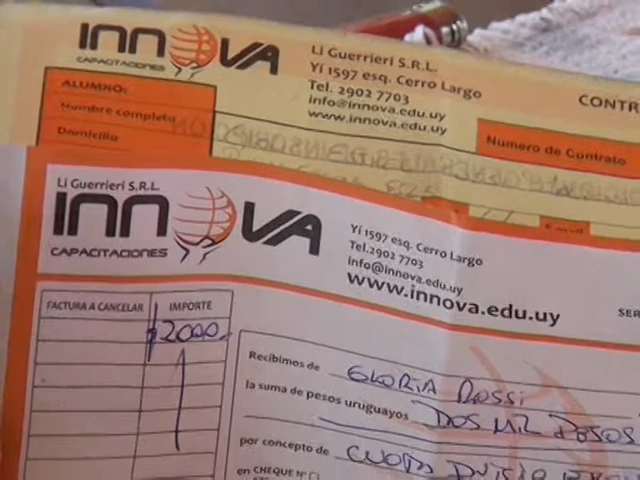 INNOVA
CAPACITACIONES
Li Guerrieri S.R.L.
Yí 1597 esq. Cerro Largo
Tel. 2902 7703
info@innova.edu.uy
www.innova.edu.uy
CONTR
ALUMNO:
Nombre completo
Domicilio
Numero de Contrato
Li Guerrieri S.R.L.
INNOVA
CAPACITACIONES
Yí 1597 esq. Cerro Largo
Tel.2902 7703
info@innova.edu.uy
www.innova.edu.uy
SER
FACTURA A CANCELAR IMPORTE
$2000.
Recibimos de GLORIA ROSSI
la suma de pesos uruguayos DOS MIL PESOS
por concepto de CUOTA
en CHEQUE N°